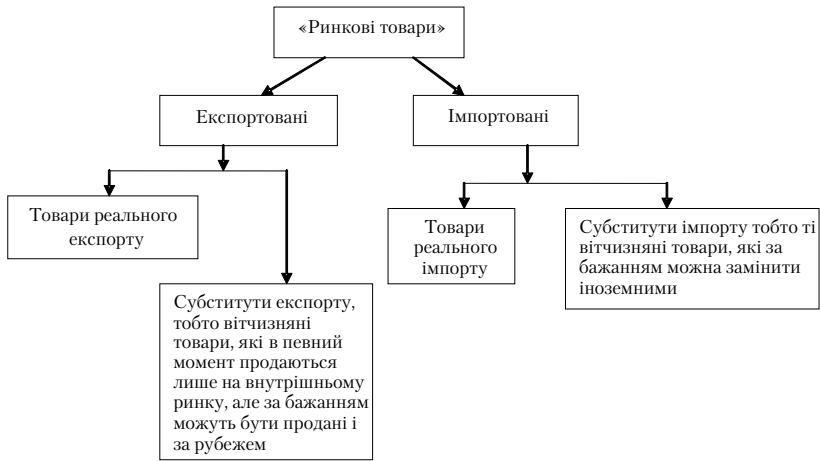 «Ринкові товари»
Експортовані
Імпортовані
Товари реального
експорту
Товари
реального
імпорту
Субститути імпорту тобто ті
вітчизняні товари, які за
бажанням можна замінити
іноземними
Субститути експорту,
тобто вітчизняні
товари, які в певний
момент продаються
лише на внутрішньому
ринку, але за бажанням
можуть бути продані і
за рубежем